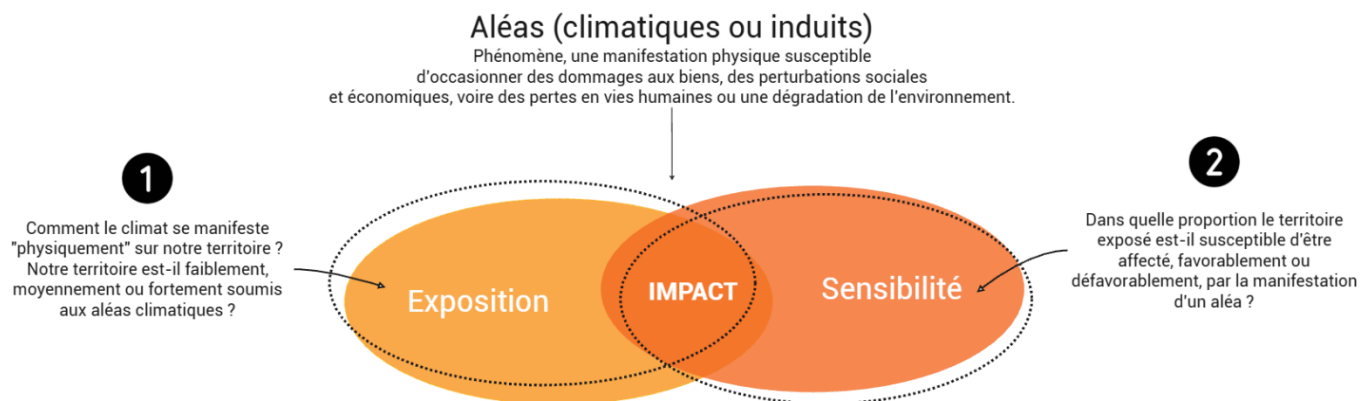 Aléas (climatiques ou induits)
Phénomène, une manifestation physique susceptible
d'occasionner des dommages aux biens, des perturbations sociales
et économiques, voire des pertes en vies humaines ou une dégradation de l'environnement.
1
Comment le climat se manifeste
"physiquement" sur notre territoire ?
Notre territoire est-il faiblement,
moyennement ou fortement soumis
aux aléas climatiques ?
Exposition
IMPACT
Sensibilité
2
Dans quelle proportion le territoire
exposé est-il susceptible d'être
affecté, favorablement ou
défavorablement, par la manifestation
d'un aléa ?